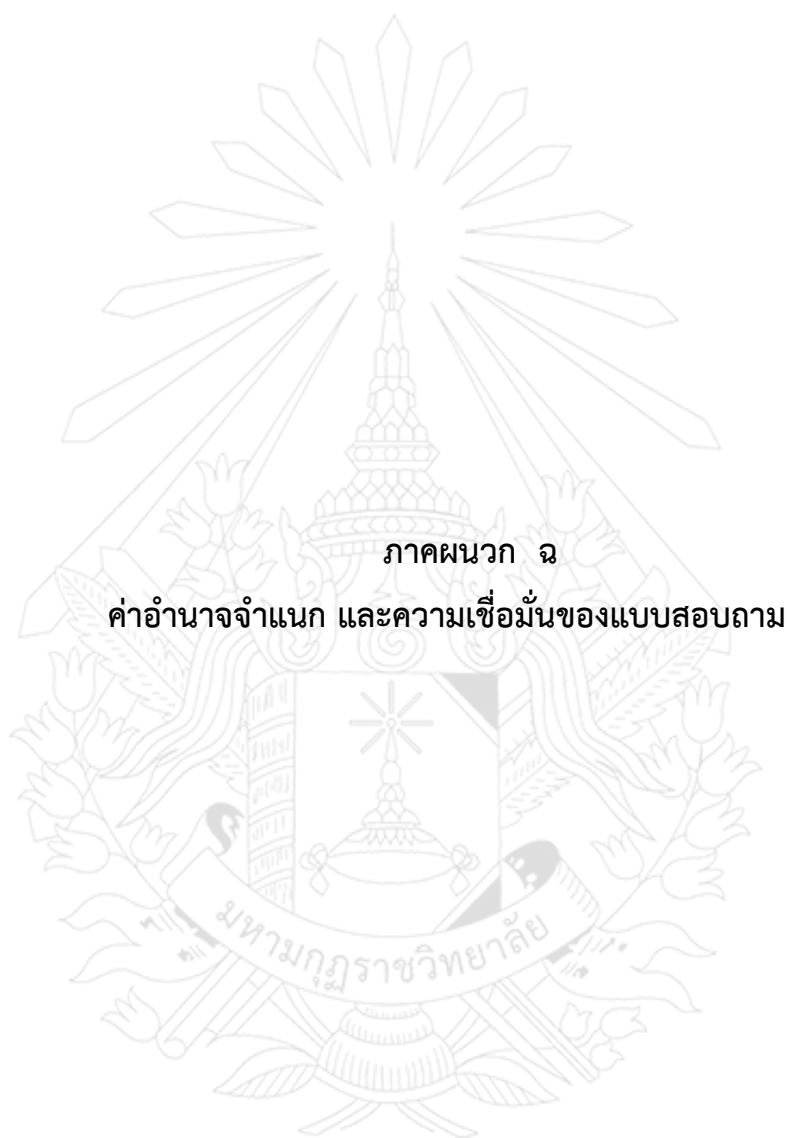 ภาคผนวก ฉ
ค่าอำนาจจำแนก และความเชื่อมั่นของแบบสอบถาม
มหามกุฏราชวิทยาลัย